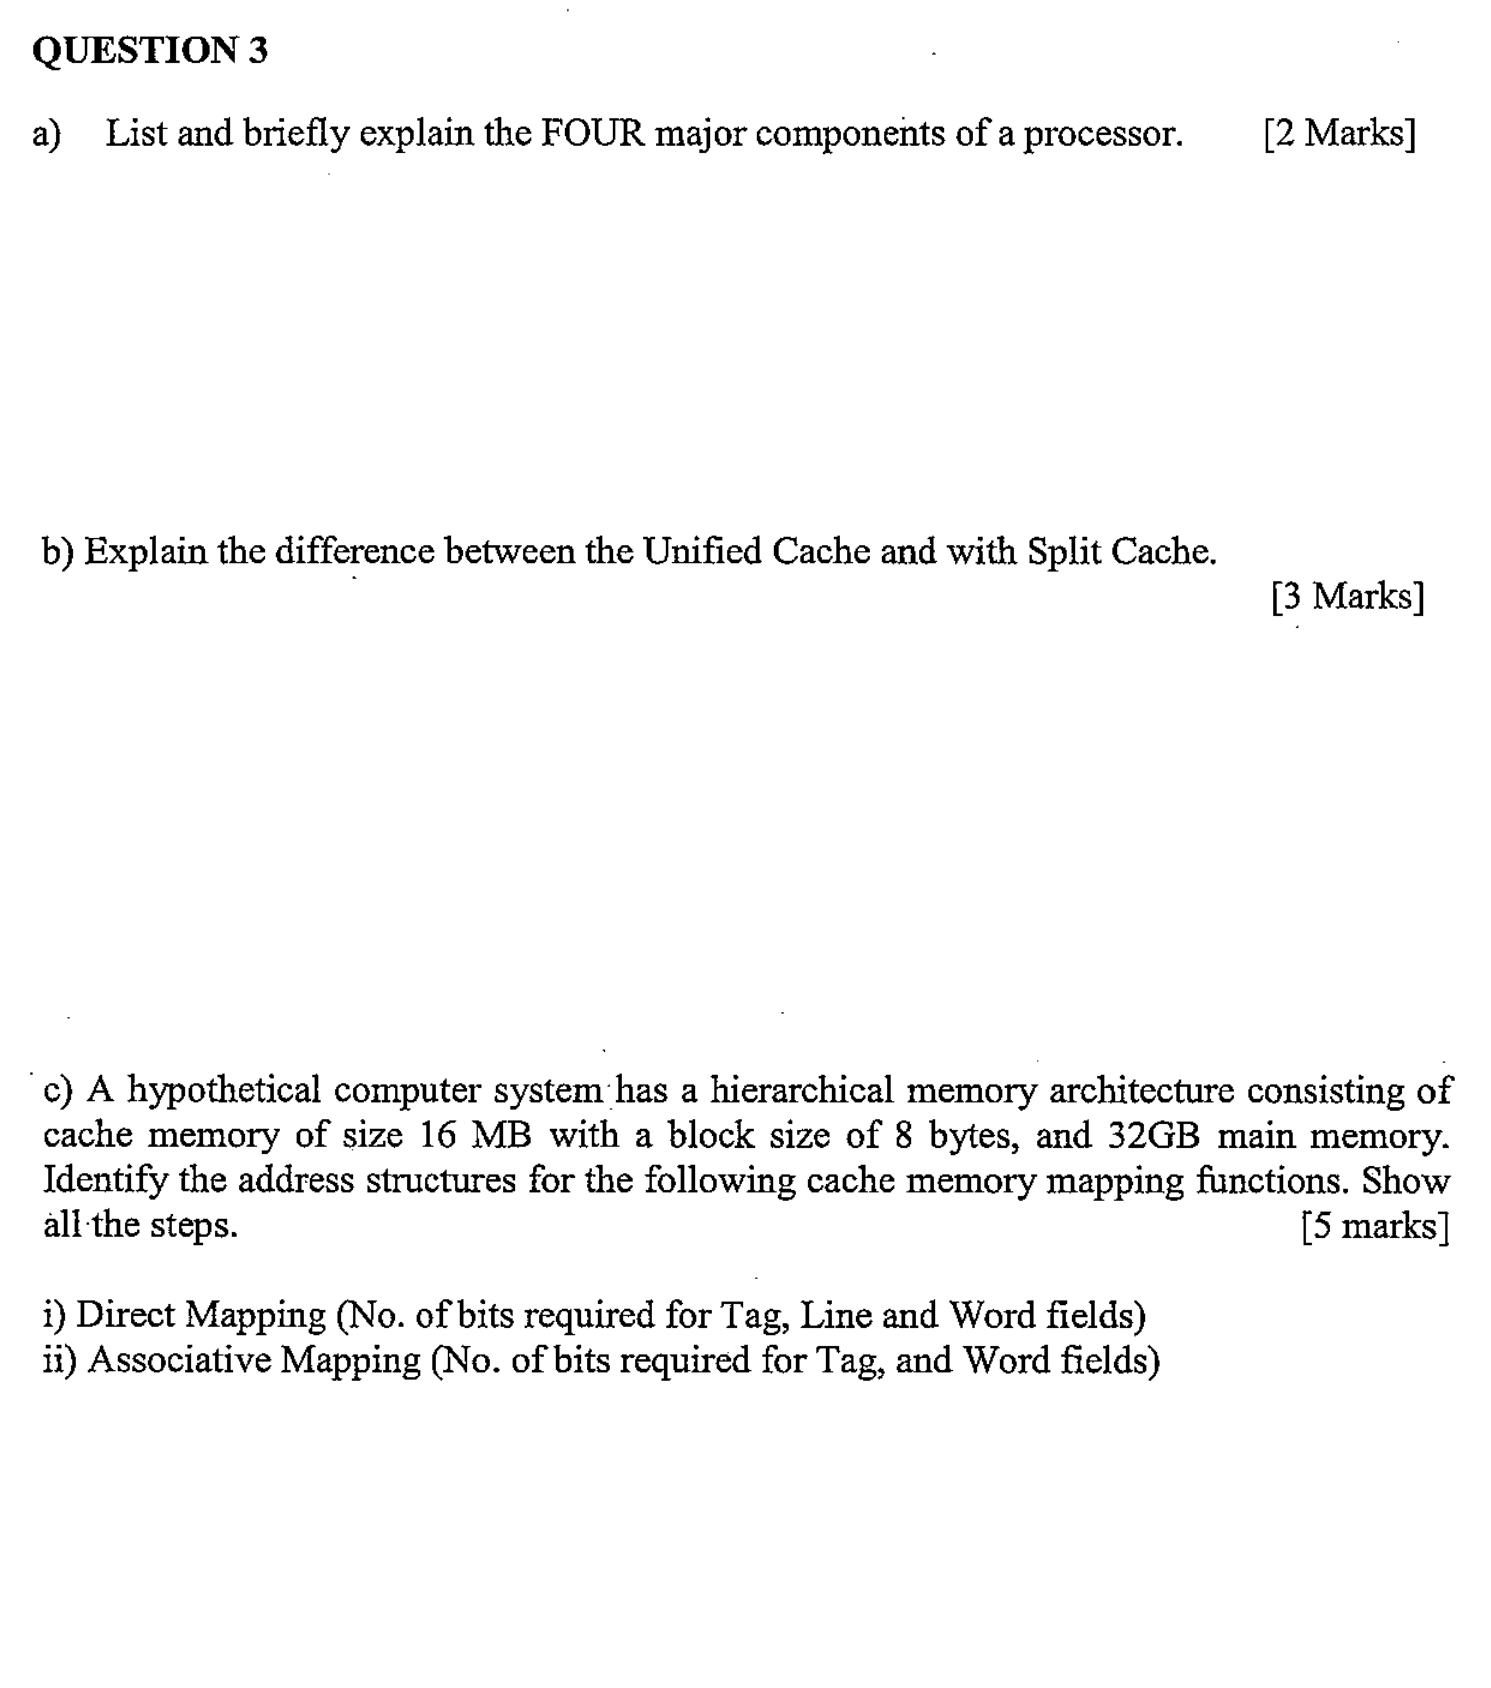 QUESTION 3
a) List and briefly explain the FOUR major components of a processor. [2 Marks]
b) Explain the difference between the Unified Cache and with Split Cache.
[3 Marks]
c) A hypothetical computer system has a hierarchical memory architecture consisting of
cache memory of size 16 MB with a block size of 8 bytes, and 32GB main memory.
Identify the address structures for the following cache memory mapping functions. Show
all the steps. [5 marks]
i) Direct Mapping (No. of bits required for Tag, Line and Word fields)
ii) Associative Mapping (No. of bits required for Tag, and Word fields)